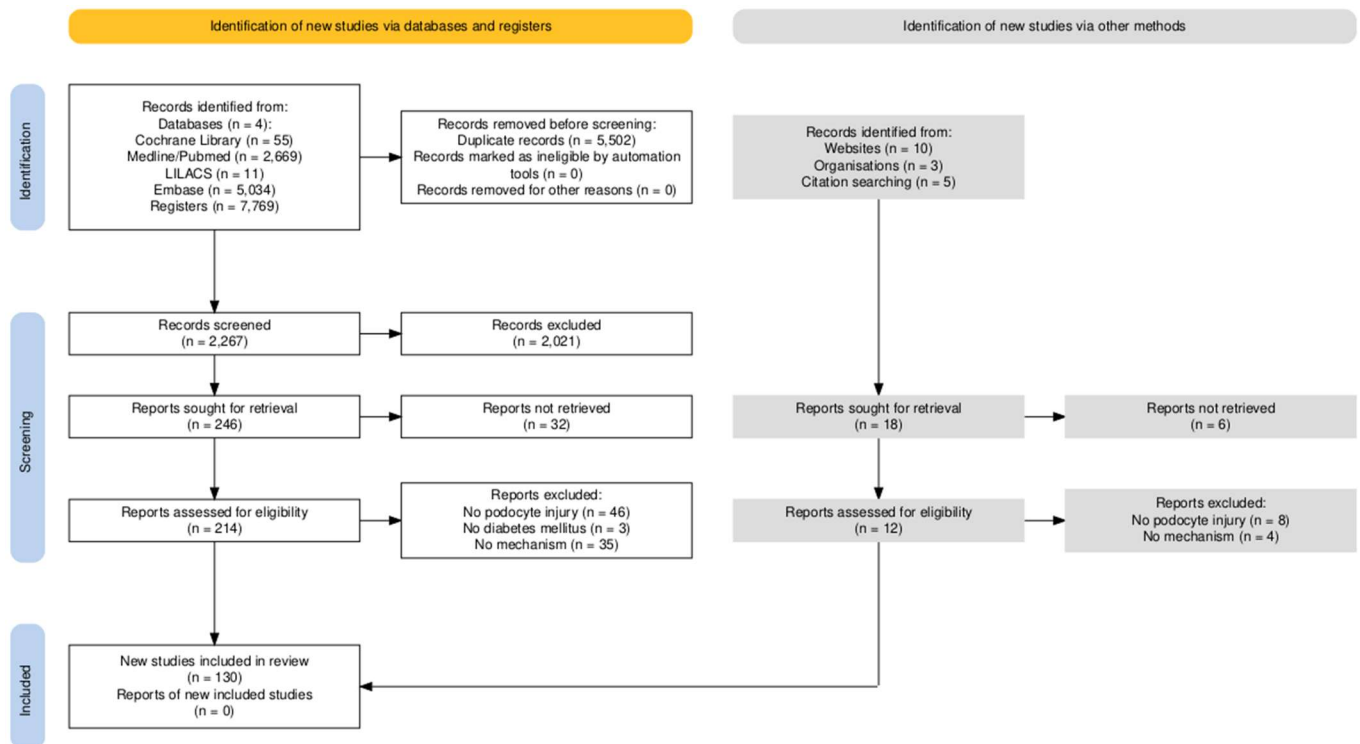 Identification of new studies via databases and registers
Identification of new studies via other methods
Identification
Records identified from:
Databases (n = 4):
Cochrane Library (n = 55)
Medline/Pubmed (n = 2,669)
LILACS (n = 11)
Embase (n = 5,034)
Registers (n = 7,769)
Records removed before screening:
Duplicate records (n = 5,502)
Records marked as ineligible by automation
tools (n = 0)
Records removed for other reasons (n = 0)
Records identified from:
Websites (n = 10)
Organisations (n = 3)
Citation searching (n = 5)
Screening
Records screened
(n = 2,267)
Records excluded
(n = 2,021)
Reports sought for retrieval
(n = 246)
Reports not retrieved
(n = 32)
Reports sought for retrieval
(n = 18)
Reports not retrieved
(n = 6)
Reports assessed for eligibility
(n = 214)
Reports excluded:
No podocyte injury (n = 46)
No diabetes mellitus (n = 3)
No mechanism (n = 35)
Reports assessed for eligibility
(n = 12)
Reports excluded:
No podocyte injury (n = 8)
No mechanism (n = 4)
Included
New studies included in review
(n = 130)
Reports of new included studies
(n = 0)